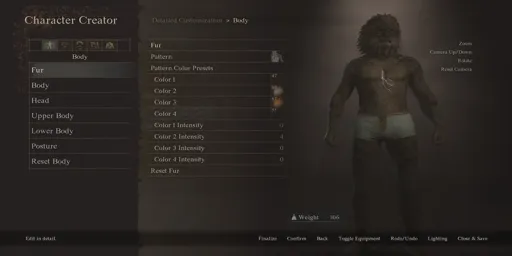 Character Creator
Detailed Customization » Body
Body
Fur
Body
Head
Upper Body
Lower Body
Posture
Reset Body
Fur
Pattern
Pattern Color Presets
Color 1
Color 2
Color 3
Color 4
Color 1 Intensity
Color 2 Intensity
Color 3 Intensity
Color 4 Intensity
Reset Fur
Zoom
Camera Up/Down
Rotate
Reset Camera
Weight
Edit in detail
Finalize Confirm Back Toggle Equipment Redo/Undo Lighting Close & Save